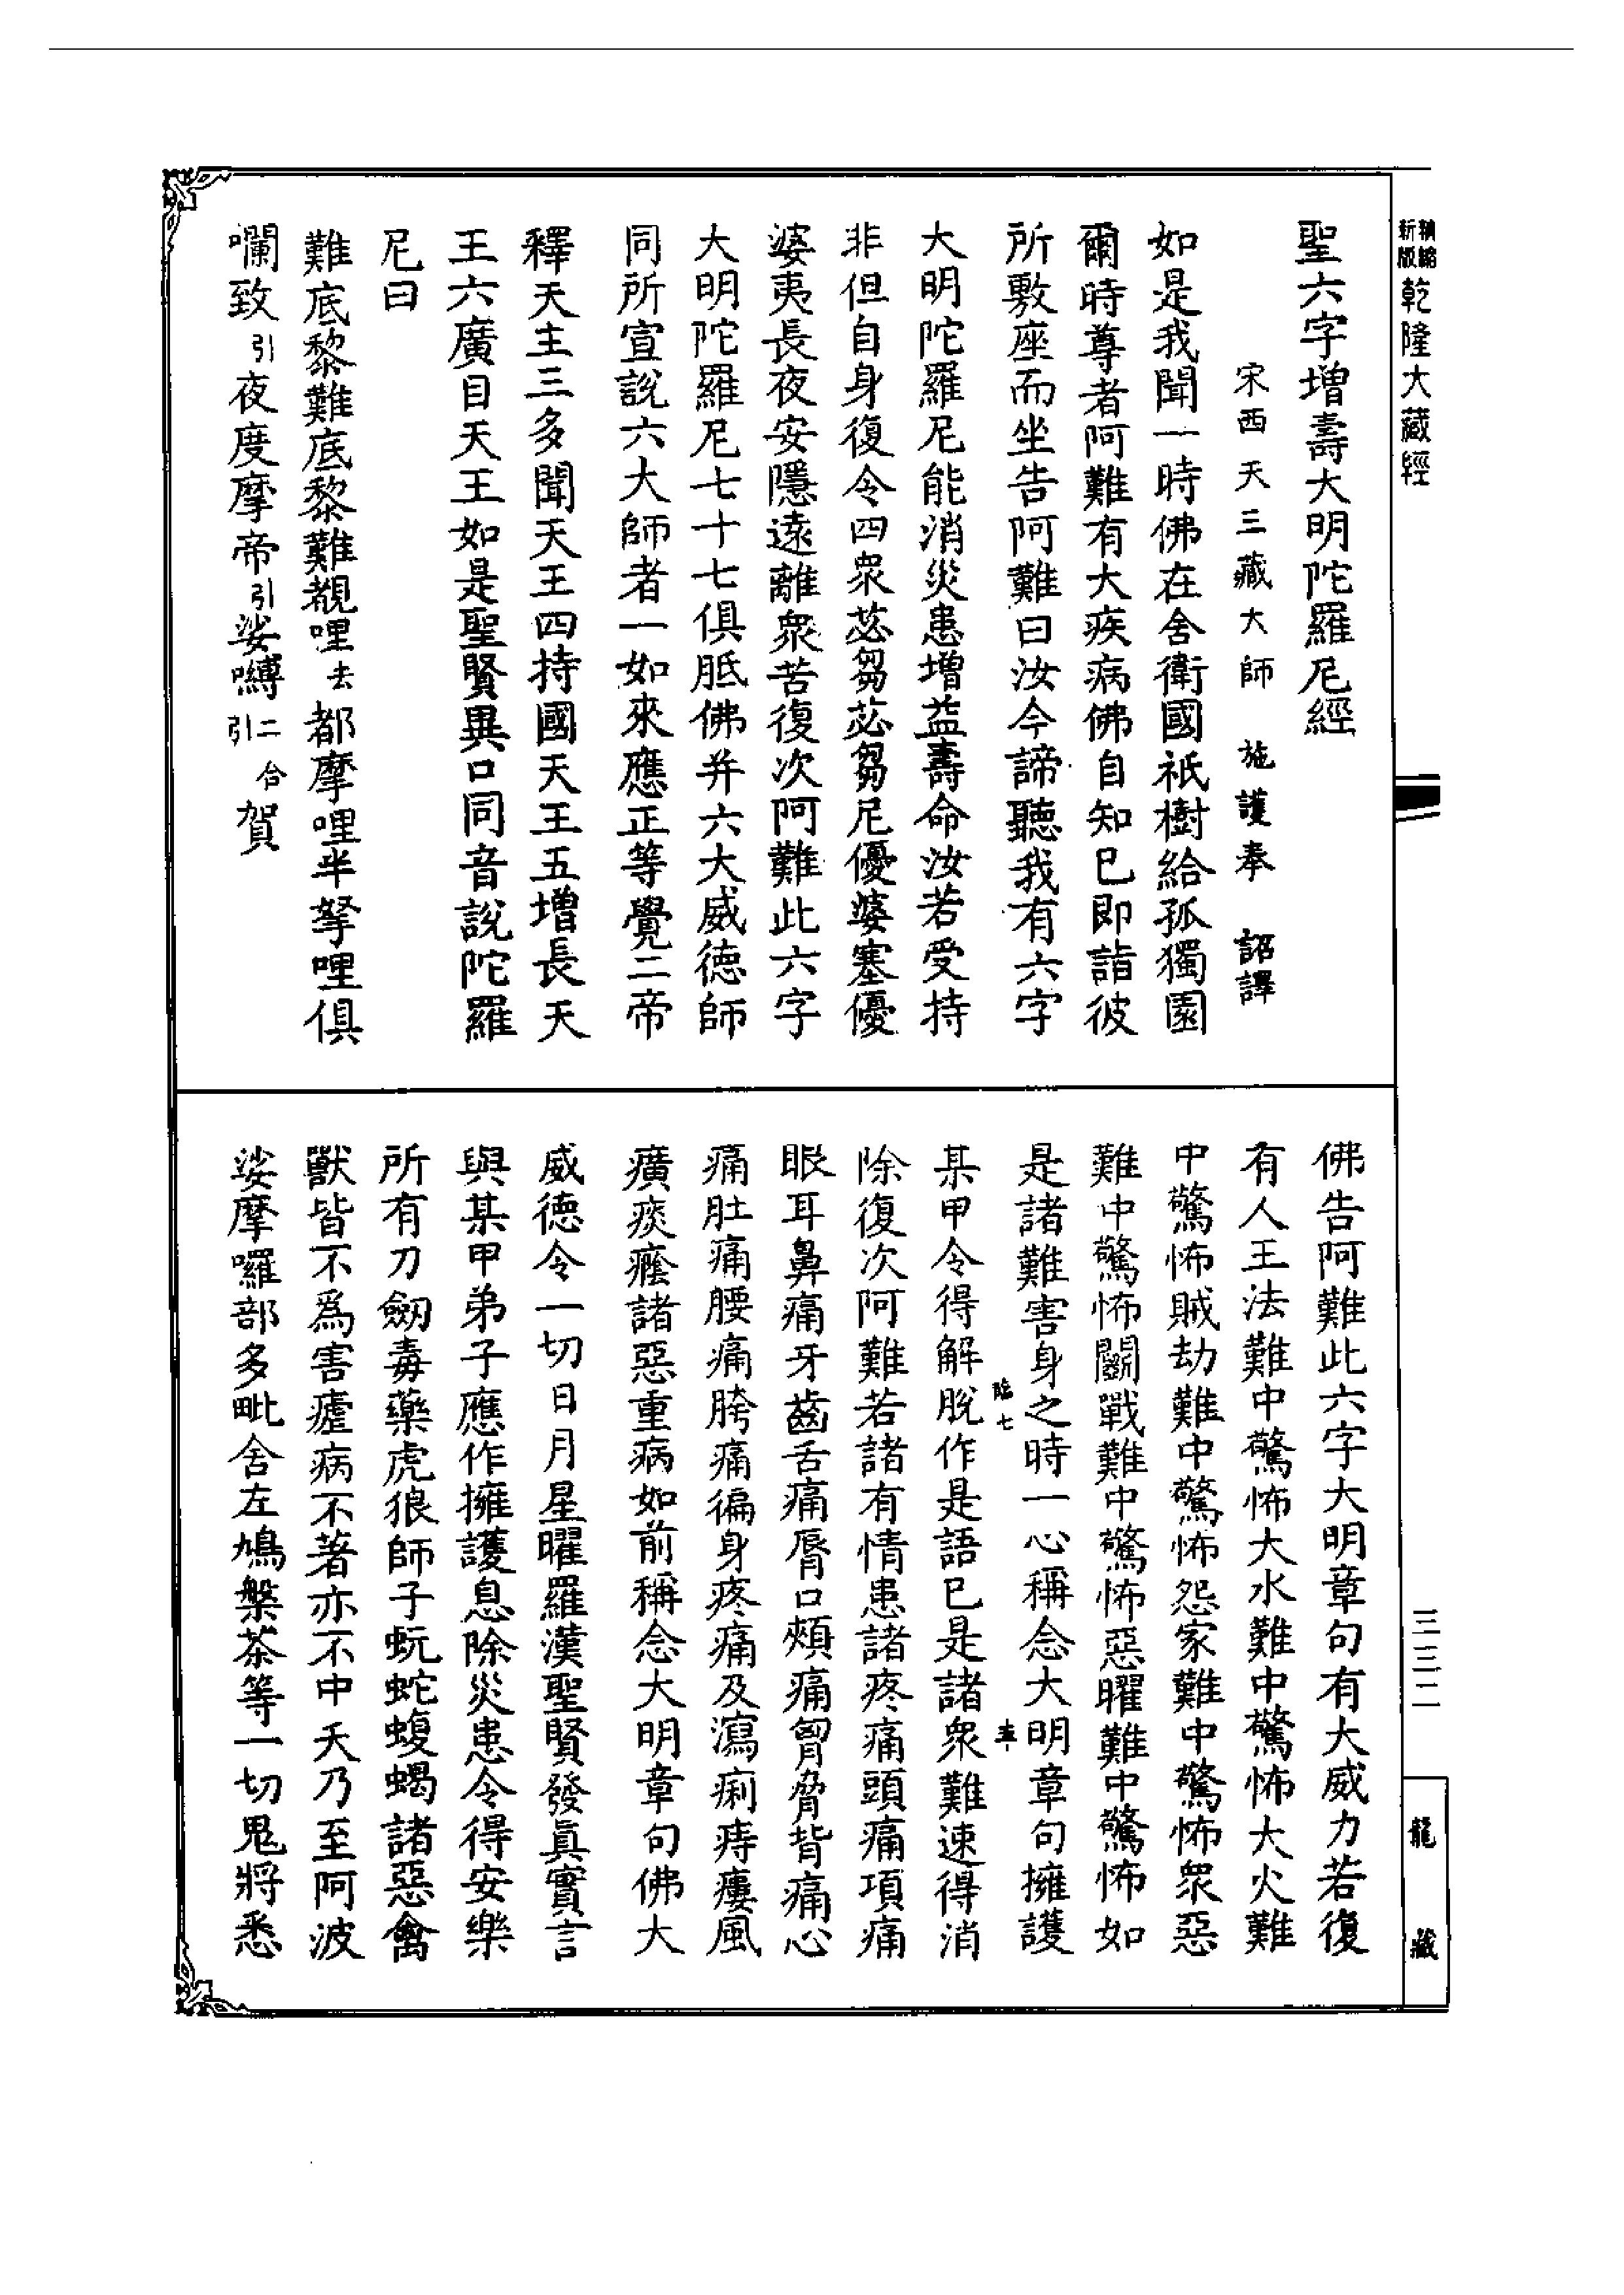 新版精縮乾隆大藏經
聖六字增壽大明陀羅尼經
宋西天三藏大師施護奉詔譯
如是我聞一時佛在舍衛國祇樹給孤獨園
爾時尊者阿難有大疾病佛自知已即詣彼
所敷座而坐告阿難曰汝今諦聽我有六字
大明陀羅尼能消災患增益壽命汝若受持
非但自身復令四眾苾芻苾芻尼優婆塞優
婆夷長夜安隱遠離眾苦復次阿難此六字
大明陀羅尼七十七俱胝佛并六大威德師
同所宣說六大師者一如來應正等覺二帝
釋天主三多聞天王四持國天王五增長天
王六廣目天王如是聖賢異口同音說陀羅
尼曰
難底黎難底黎難覩哩去都摩哩半拏哩俱
囒致引夜度摩帝引娑嚩二合引賀
佛告阿難此六字大明章句有大威力若復
有人王法難中驚怖大水難中驚怖大火難
中驚怖賊劫難中驚怖怨家難中驚怖眾惡
難中驚怖鬭戰難中驚怖惡曜難中驚怖如
是諸難害身之時一心稱念大明章句擁護
臨七
某甲令得解脫作是語已是諸眾難速得消
除復次阿難若諸有情患諸疼痛頭痛項痛
眼耳鼻痛牙齒舌痛脣口頰痛胷脅背痛心
痛肚痛腰痛胯痛徧身疼痛及瀉痢痔瘻風
癀痰癊諸惡重病如前稱念大明章句佛大
威德令一切日月星曜羅漢聖賢發真實言
與某甲弟子應作擁護息除災患令得安樂
所有刀劒毒藥虎狼師子蚖蛇蝮蝎諸惡禽
獸皆不為害瘧病不著亦不中夭乃至阿波
娑摩囉部多毗舍左鳩槃茶等一切鬼將悉
三三二
龍藏